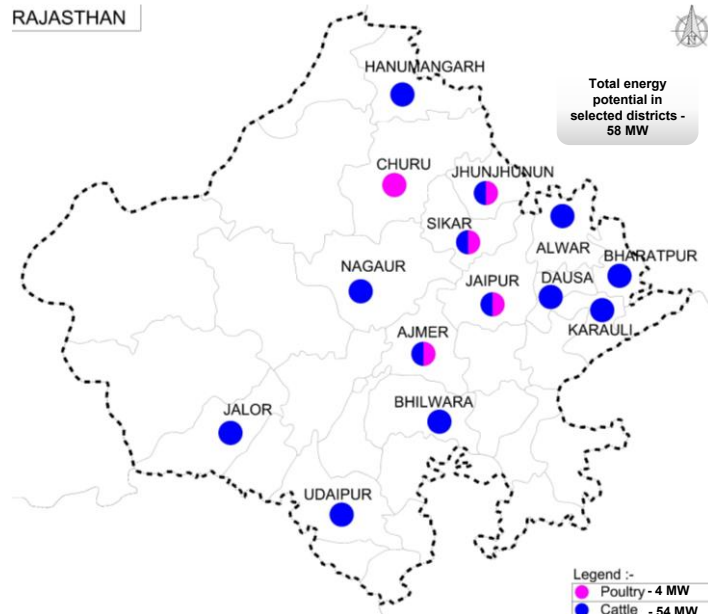 RAJASTHAN
N
HANUMANGARH
Total energy
potential in
selected districts -
58 MW
CHURU
JHUNJHUNUN
SIKAR
ALWAR
BHARATPUR
NAGAUR
JAIPUR
DAUSA
KARAULI
AJMER
BHILWARA
JALOR
UDAIPUR
Legend :-
Poultry - 4 MW
Cattle - 54 MW